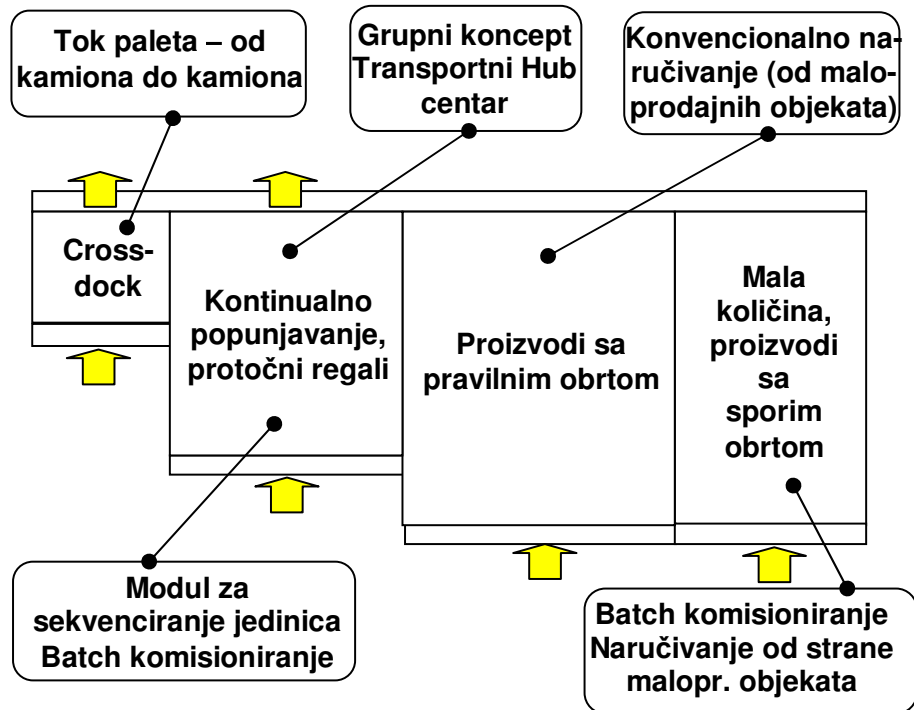 Tok paleta – od
kamiona do kamiona
Grupni koncept
Transportni Hub
centar
Konvencionalno na-
ručivanje (od malo-
prodajnih objekata)
Cross-
dock
Kontinualno
popunjavanje,
protočni regali
Proizvodi sa
pravilnim obrtom
Mala
količina,
proizvodi
sa
sporim
obrtom
Modul za
sekvenciranje jedinica
Batch komisioniranje
Batch komisioniranje
Naručivanje od strane
malopr. objekata